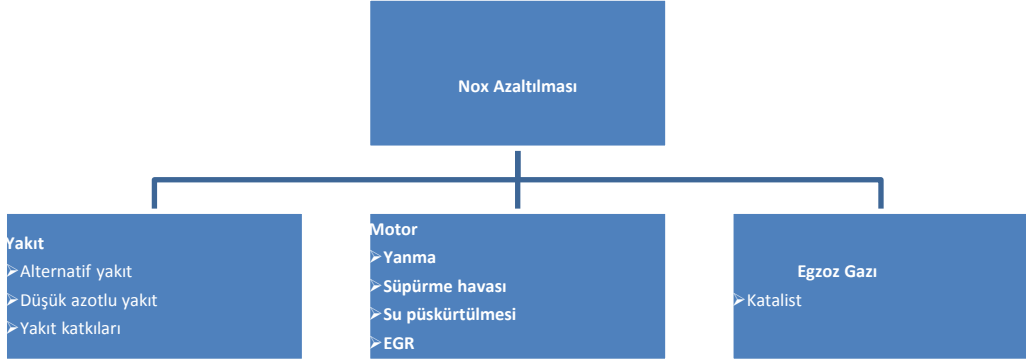 Nox Azaltılması
Yakıt
➢Alternatif yakıt
➢Düşük azotlu yakıt
➢Yakıt katkıları
Motor
➢Yanma
➢Süpürme havası
➢Su püskürtülmesi
➢EGR
Egzoz Gazı
➢Katalist